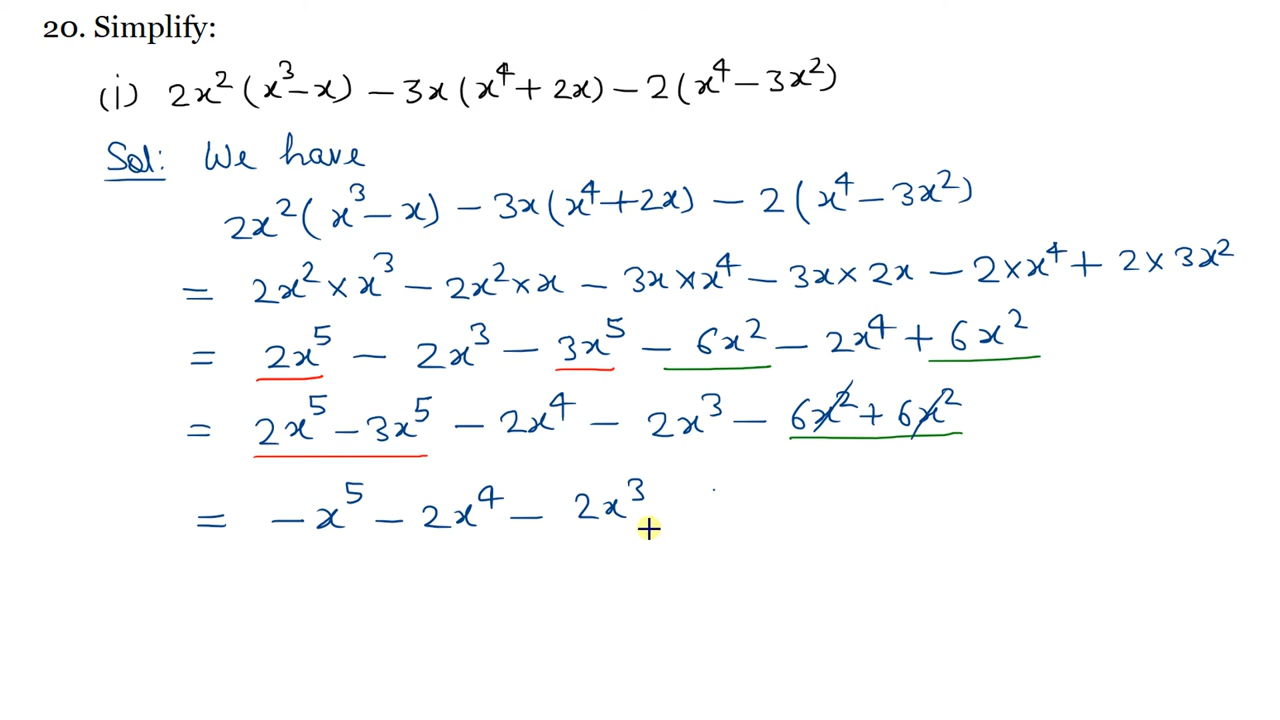 20. Simplify:
(i) 2x²(x³-x) - 3x(x⁴+2x) - 2(x⁴-3x²)
Sol: We have
2x²(x³-x) - 3x(x⁴+2x) - 2(x⁴-3x²)
= 2x²×x³ - 2x²×x - 3x×x⁴ - 3x×2x - 2×x⁴ + 2×3x²
= 2x⁵ - 2x³ - 3x⁵ - 6x² - 2x⁴ + 6x²
= 2x⁵ - 3x⁵ - 2x⁴ - 2x³ - 6x² + 6x²
= -x⁵ - 2x⁴ - 2x³